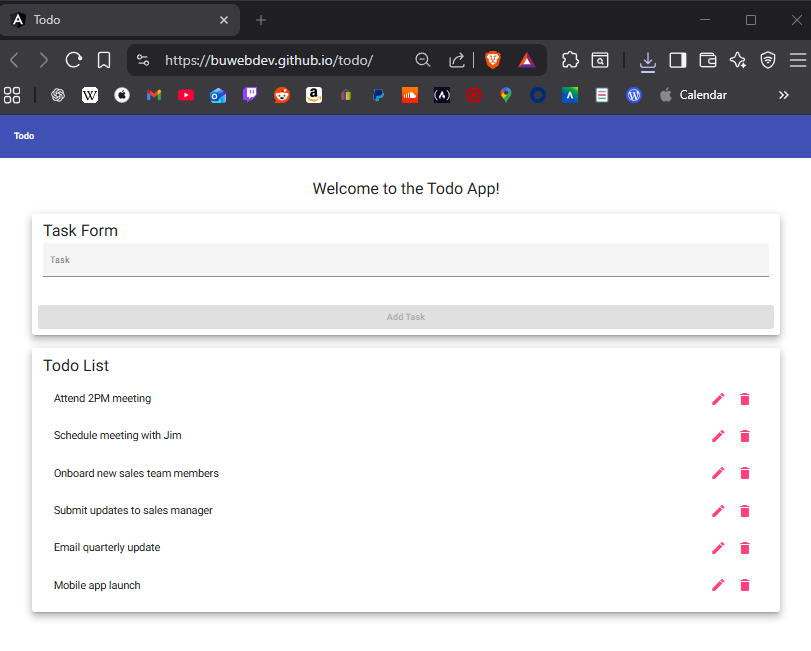 Todo
https://buwebdev.github.io/todo/
Calendar
Todo
Welcome to the Todo App!
Task Form
Task
Add Task
Todo List
Attend 2PM meeting
Schedule meeting with Jim
Onboard new sales team members
Submit updates to sales manager
Email quarterly update
Mobile app launch